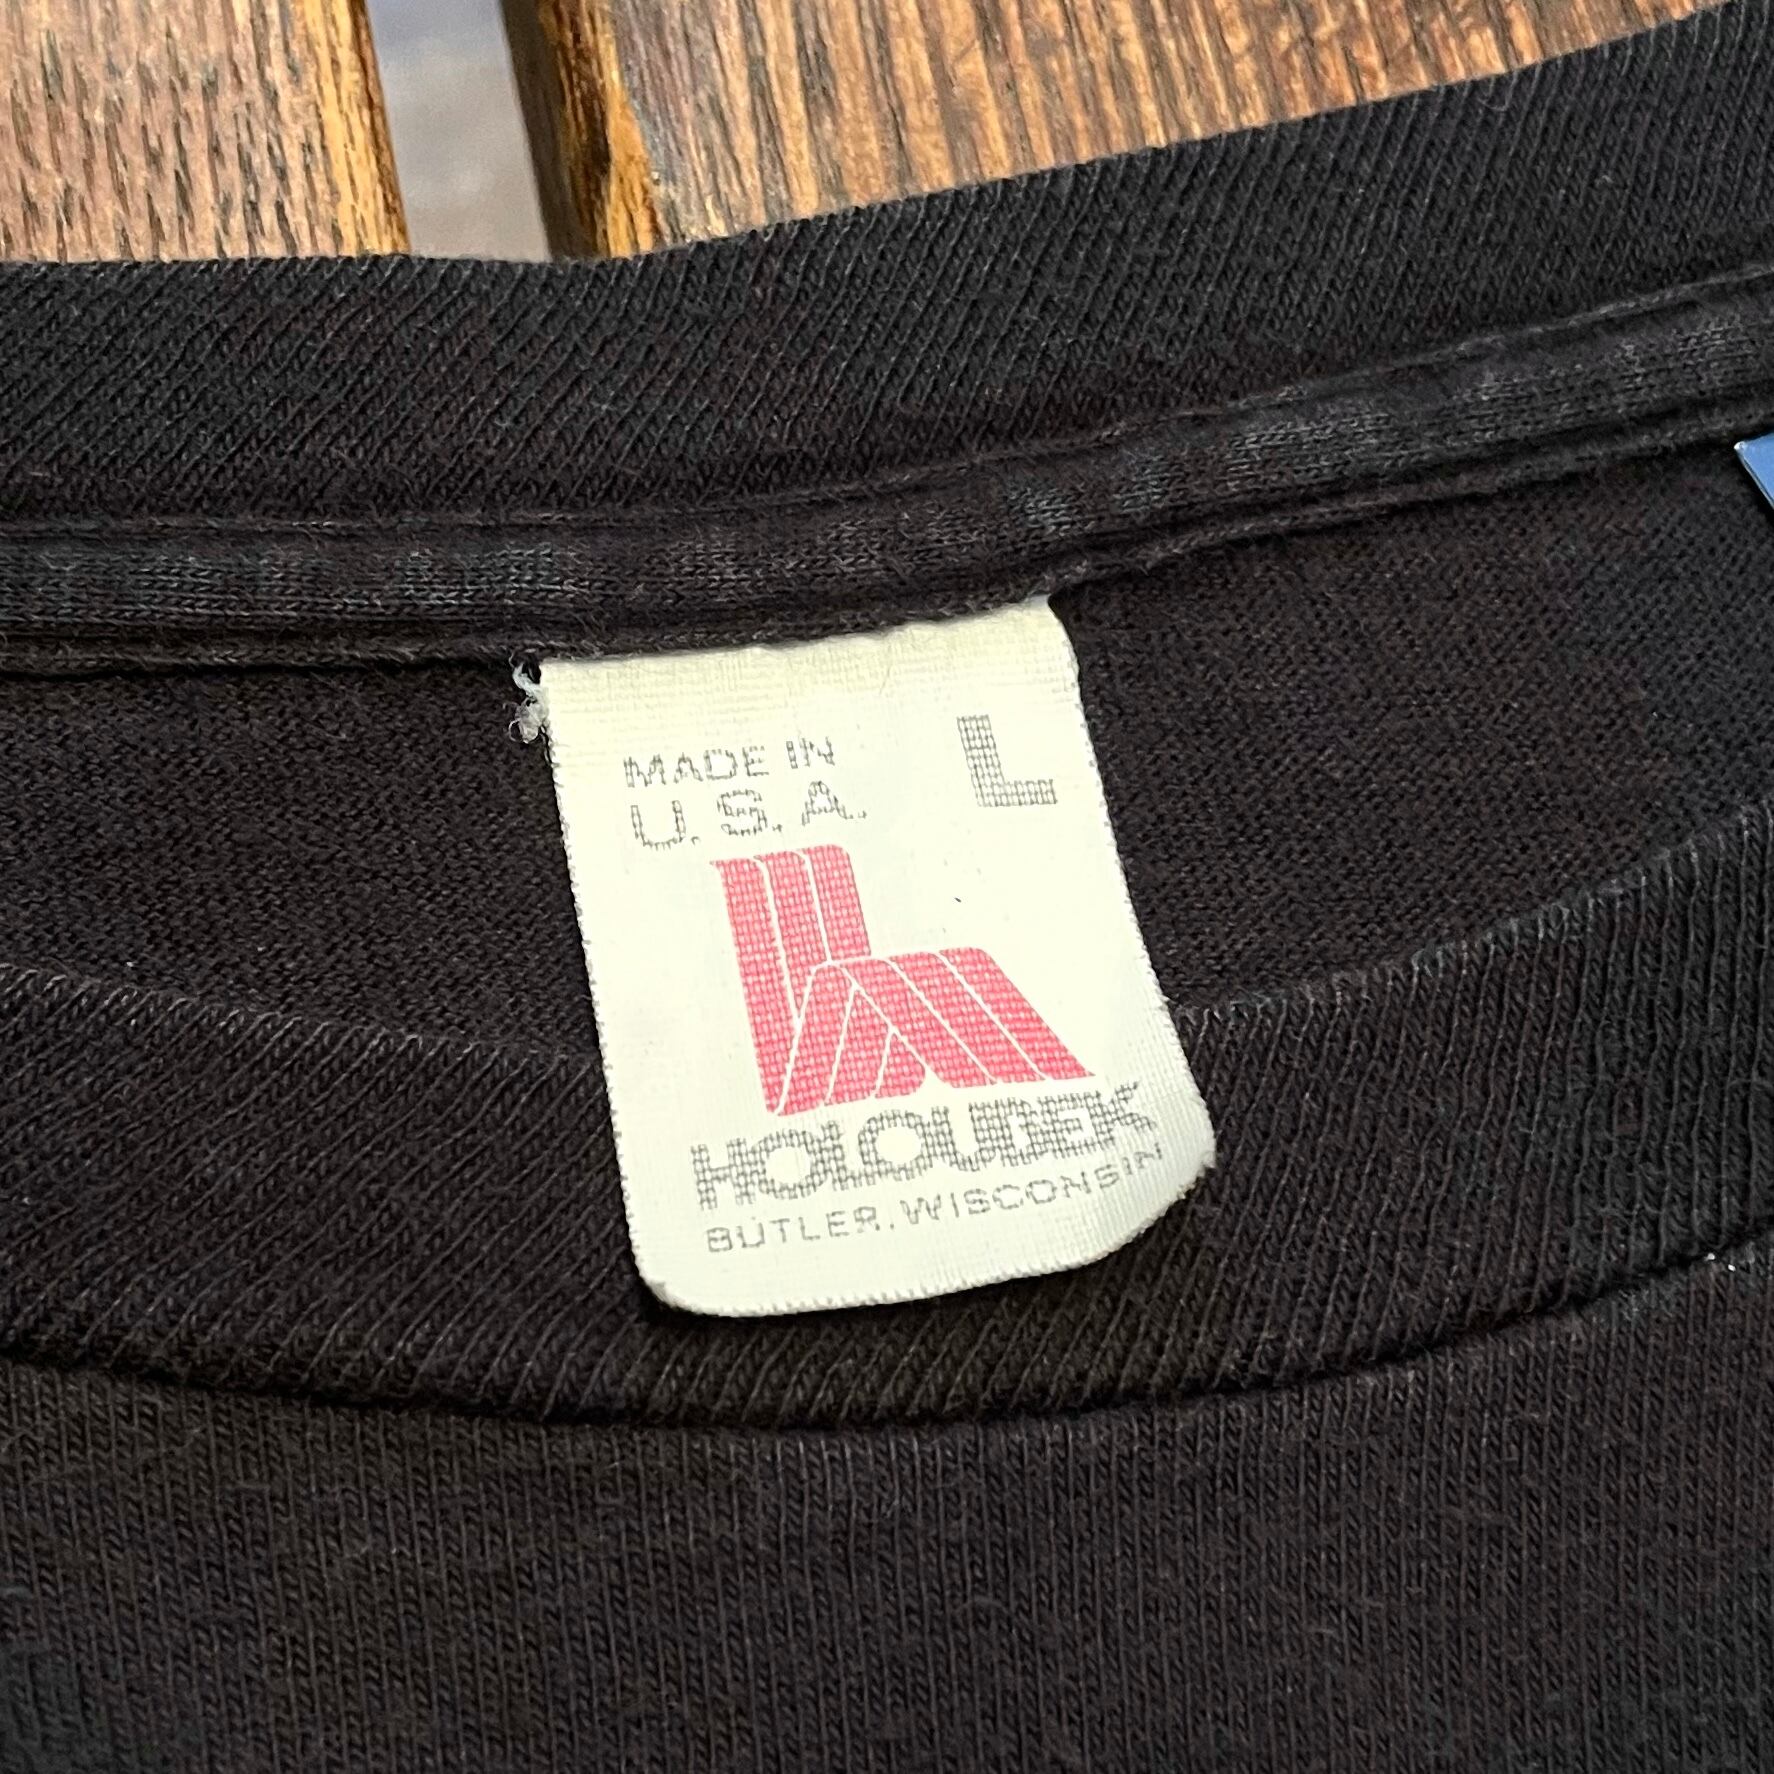 MADE IN
U.S.A.
L
HOLOUBEK
BUTLER, WISCONSIN